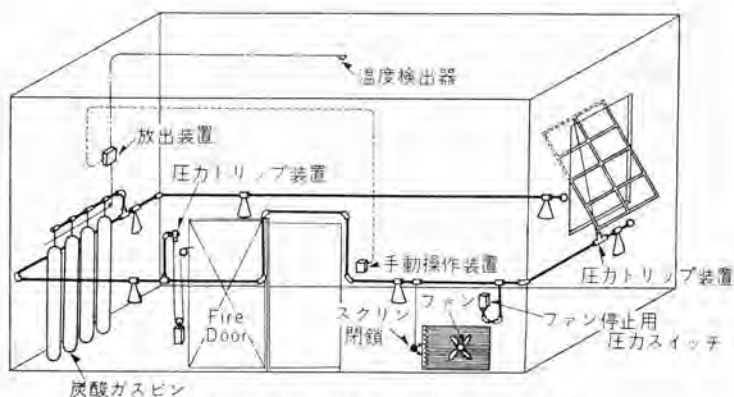 温度検出器
放出装置
圧力トリップ装置
手動操作装置
圧力トリップ装置
Fire
Door
スクリン
閉鎖
ファン
ファン停止用
圧力スイッチ
炭酸ガスビン